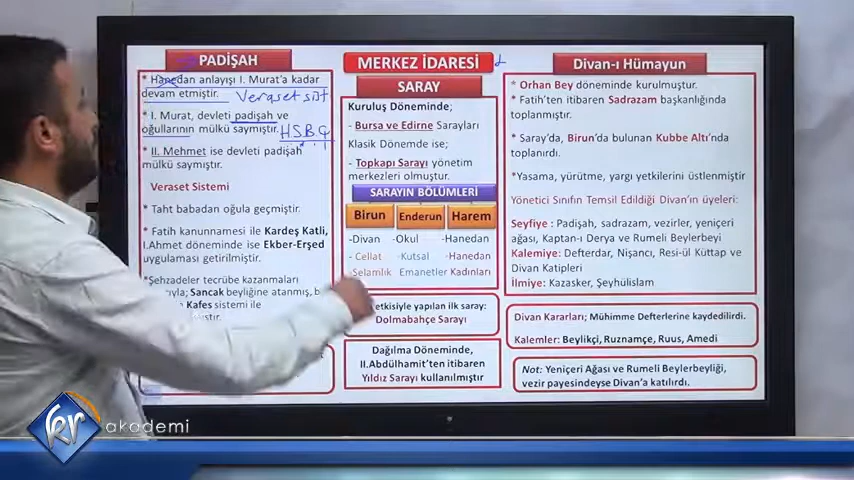 PADİŞAH
* Hanedan anlayışı I. Murat'a kadar
devam etmiştir. Veraset sist
* I. Murat, devleti padişah ve
oğullarının mülkü saymıştır. H.S.B.Ç
* II. Mehmet ise devleti padişah
mülkü saymıştır.
Veraset Sistemi
* Taht babadan oğula geçmiştir.
* Fatih kanunnamesi ile Kardeş Katli,
I.Ahmet döneminde ise Ekber-Erşed
uygulaması getirilmiştir.
*Şehzadeler tecrübe kazanmaları
Sancak beyliğine atanmış,
Kafes sistemi ile
MERKEZ İDARESİ
SARAY
Kuruluş Döneminde;
- Bursa ve Edirne Sarayları
Klasik Dönemde ise;
- Topkapı Sarayı yönetim
merkezleri olmuştur.
SARAYIN BÖLÜMLERİ
Birun Enderun Harem
-Divan -Okul -Hanedan
- Cellat -Kutsal -Hanedan
-Selamlık Emanetler Kadınları
etkisiyle yapılan ilk saray:
Dolmabahçe Sarayı
Dağılma Döneminde,
II.Abdülhamit'ten itibaren
Yıldız Sarayı kullanılmıştır
Divan-ı Hümayun
* Orhan Bey döneminde kurulmuştur.
* Fatih'ten itibaren Sadrazam başkanlığında
toplanmıştır.
* Saray'da, Birun'da bulunan Kubbe Altı'nda
toplanırdı.
*Yasama, yürütme, yargı yetkilerini üstlenmiştir
Yönetici Sınıfın Temsil Edildiği Divan'ın üyeleri:
Seyfiye : Padişah, sadrazam, vezirler, yeniçeri
ağası, Kaptan-ı Derya ve Rumeli Beylerbeyi
Kalemiye: Defterdar, Nişancı, Resi-ül Küttap ve
Divan Katipleri
İlmiye: Kazasker, Şeyhülislam
Divan Kararları; Mühimme Defterlerine kaydedilirdi.
Kalemler: Beylikçi, Ruznamçe, Ruus, Amedi
Not: Yeniçeri Ağası ve Rumeli Beylerbeyliği,
vezir payesindeyse Divan'a katılırdı.
kr akademi